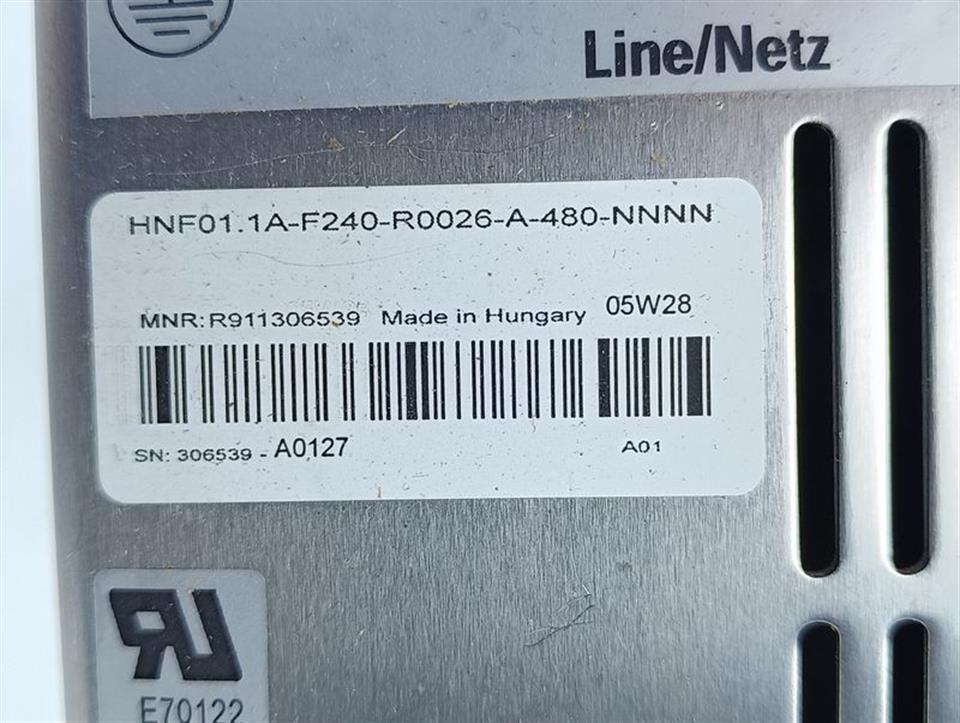 Line/Netz
HNF01.1A-F240-R0026-A-480-NNNN
MNR: R911306539 Made in Hungary 05W28
SN: 306539 - A0127 A01
E70122